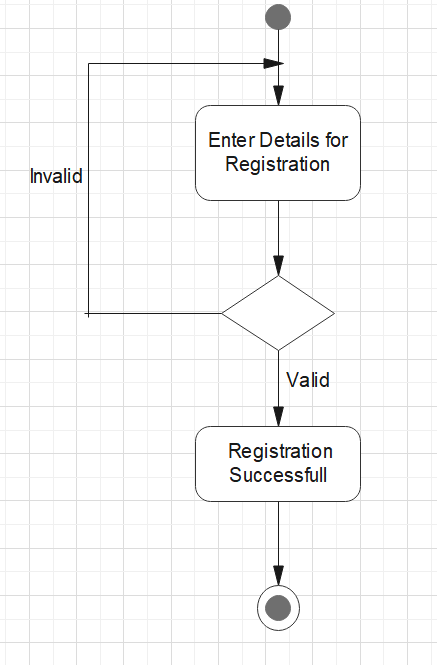 Enter Details for
Registration
Invalid
Valid
Registration
Successfull